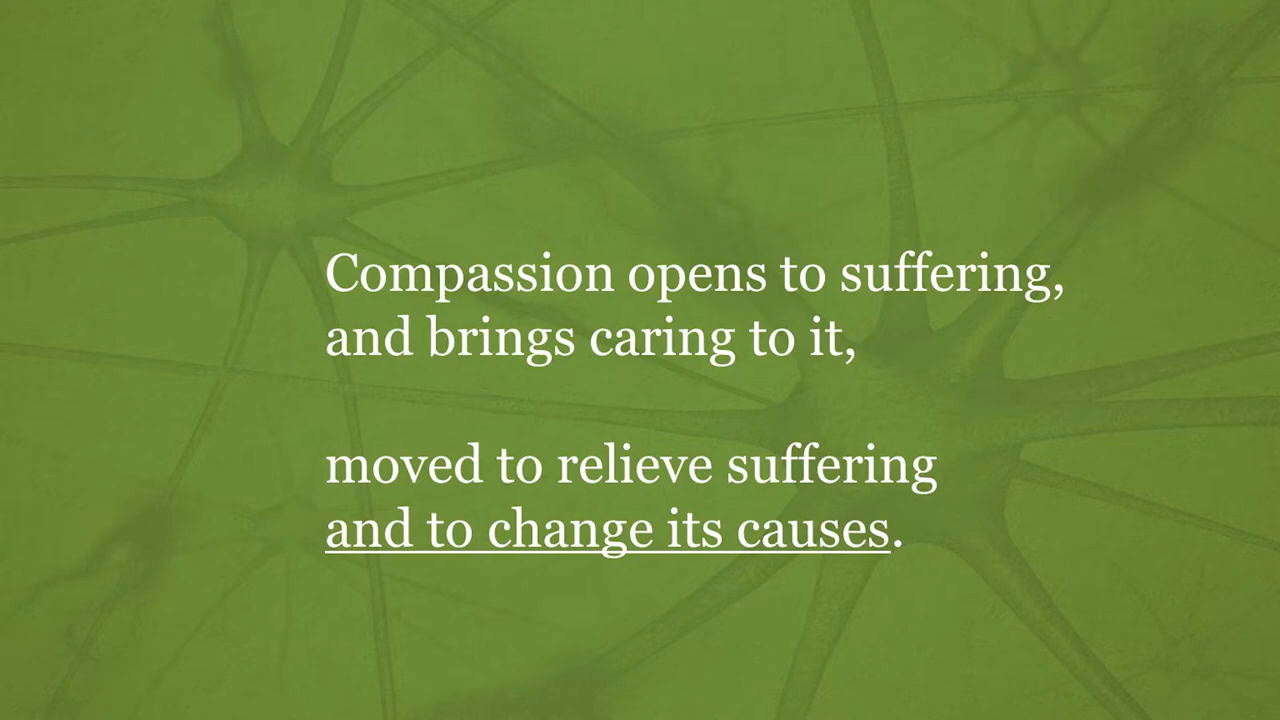 Compassion opens to suffering,
and brings caring to it,
moved to relieve suffering
and to change its causes.